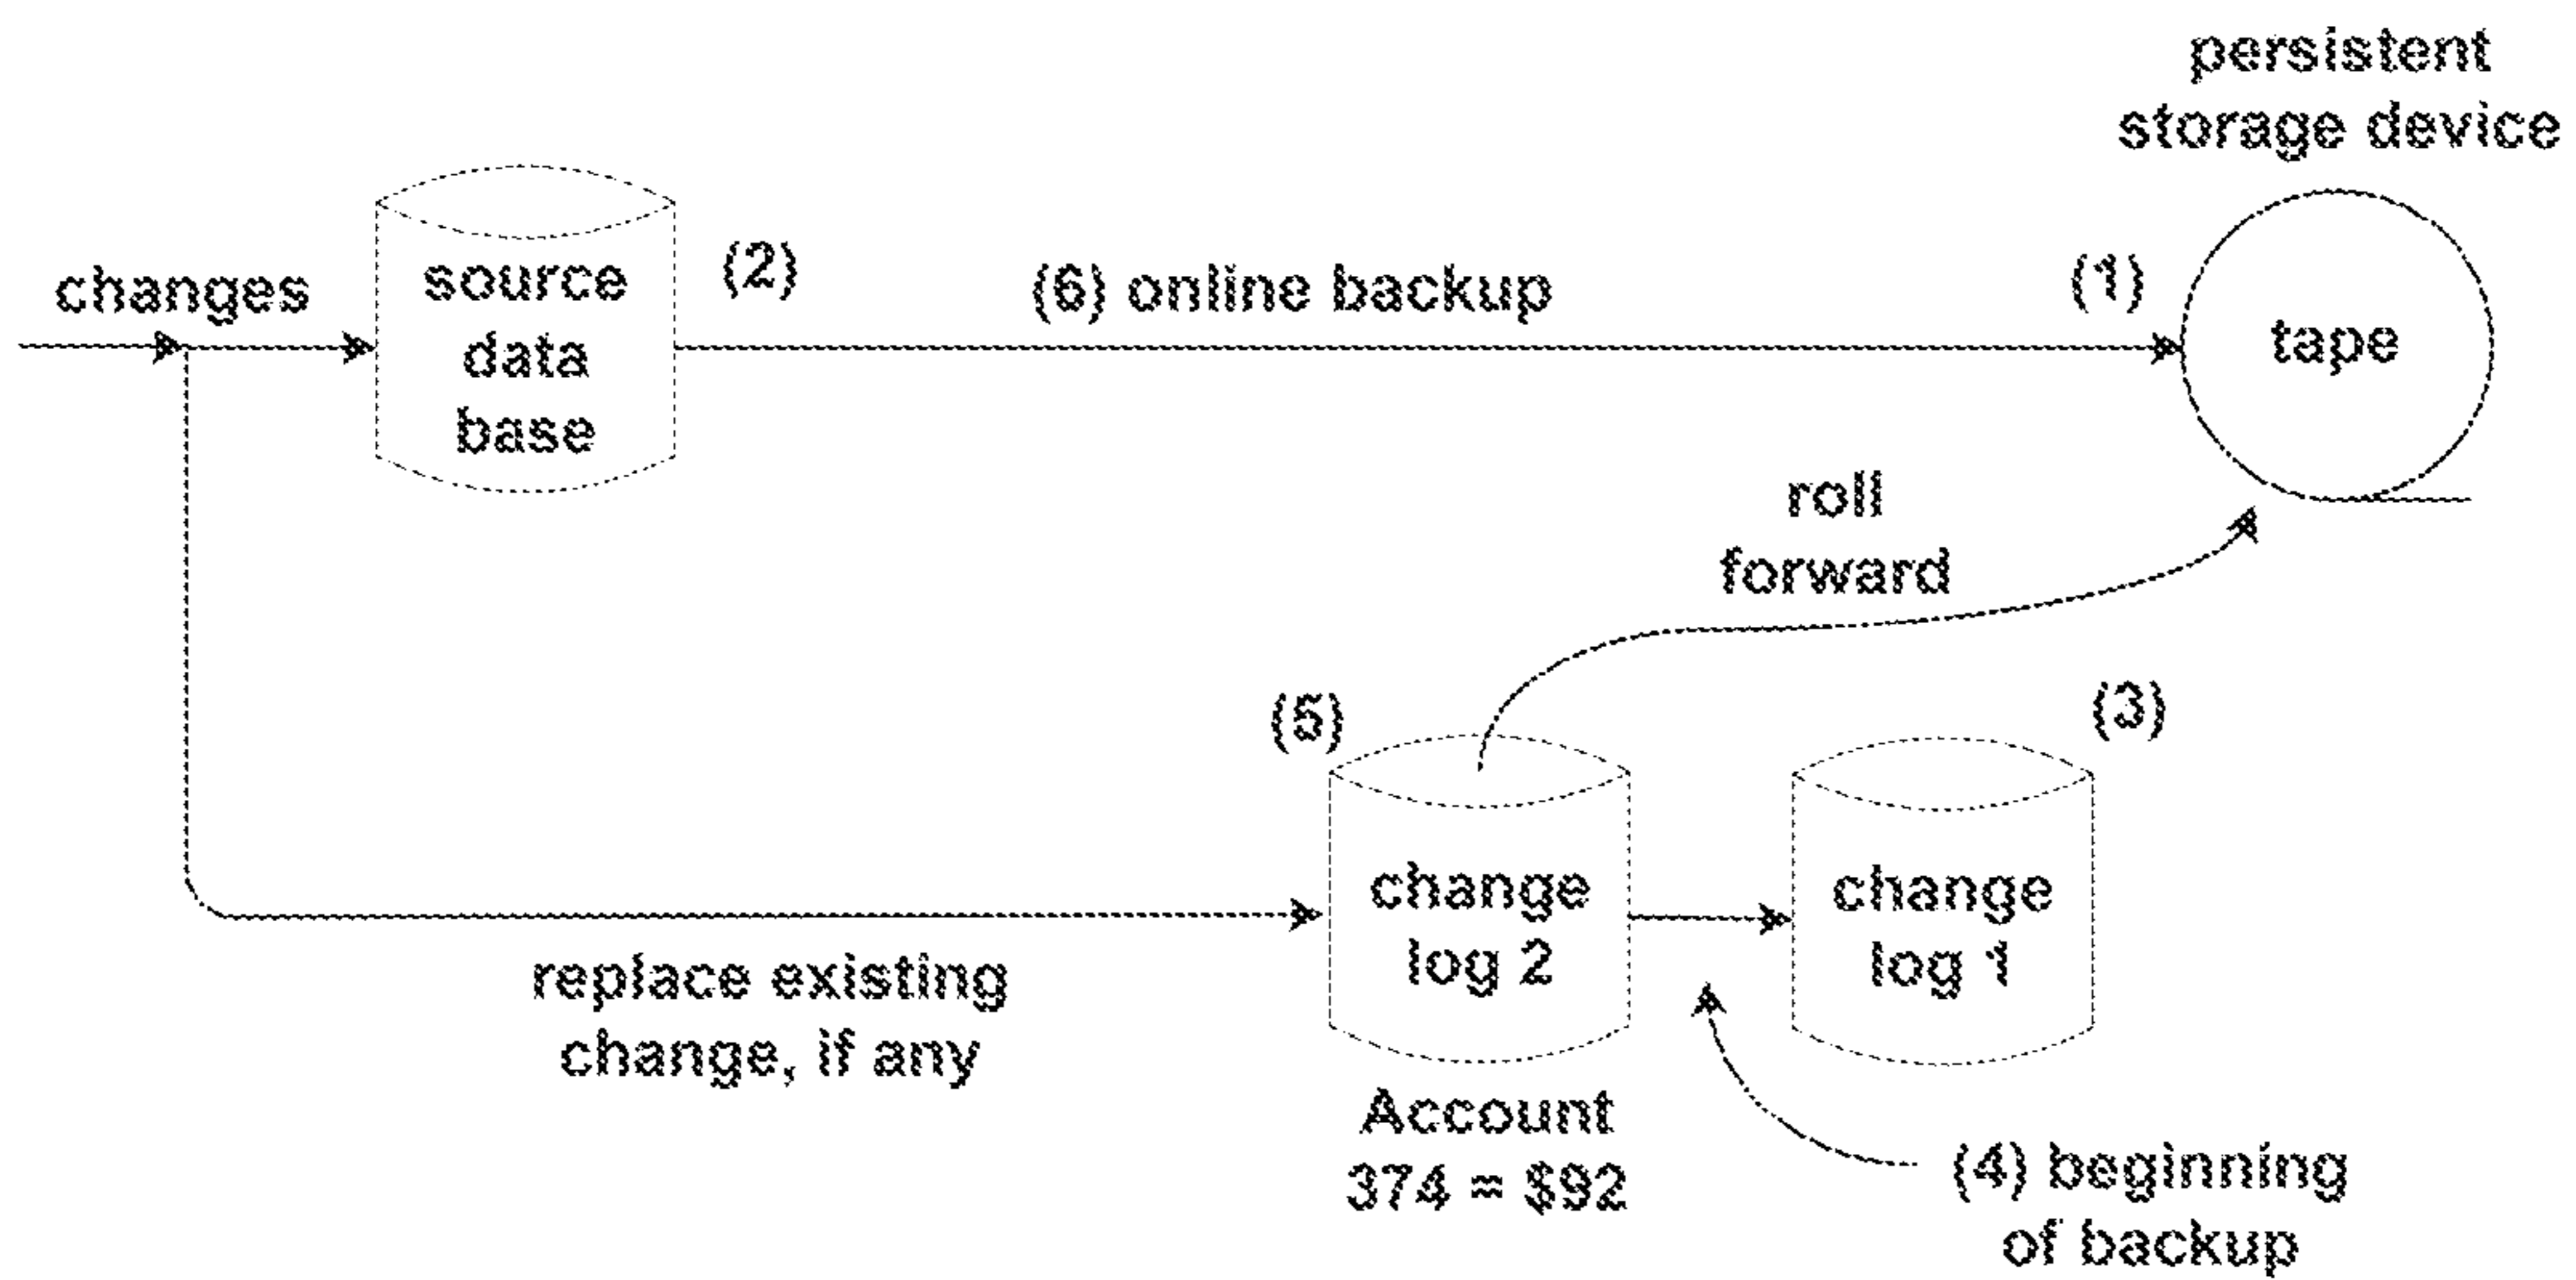 persistent
storage device
changes
source
data
base
(2)
(6) online backup
(1)
tape
roll
forward
(5)
(3)
change
log 2
change
log 1
replace existing
change, if any
Account
374 = $92
(4) beginning
of backup